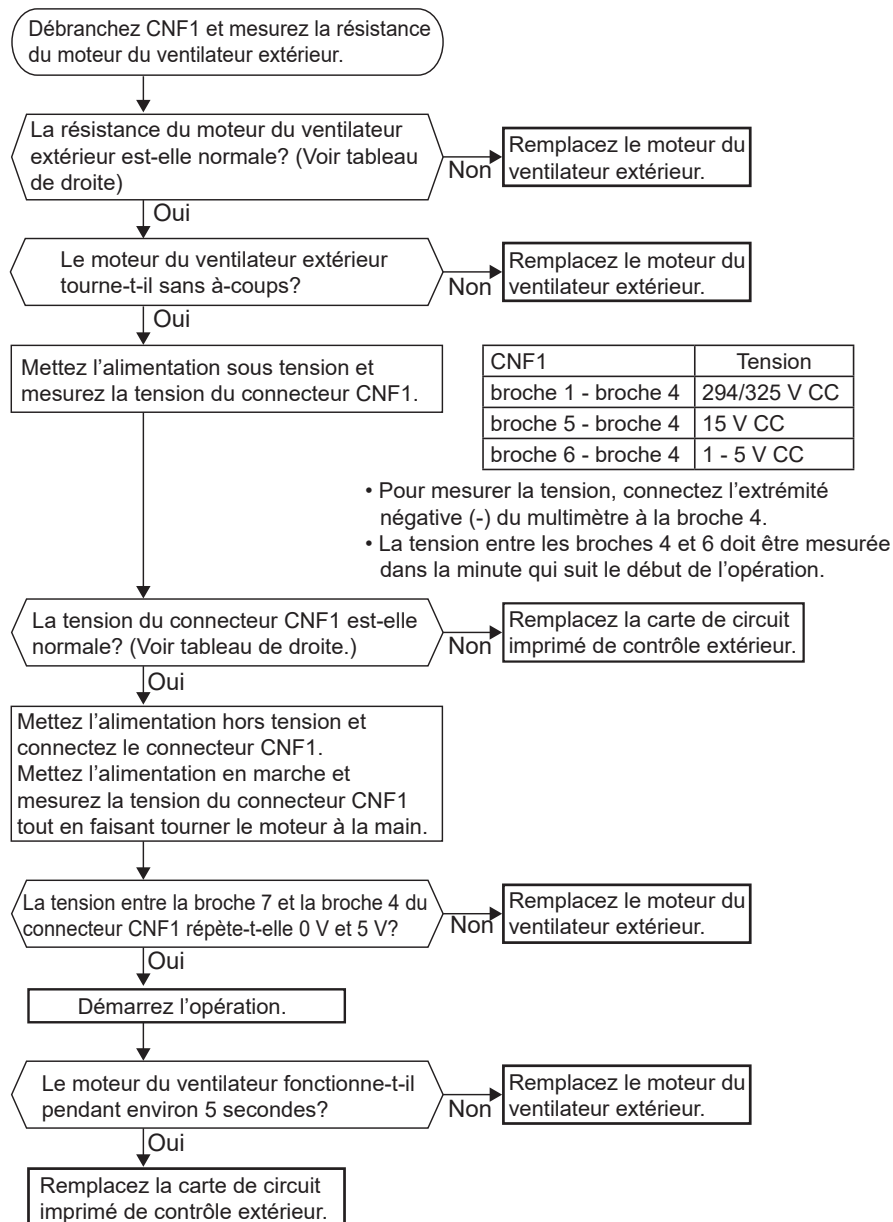 Débranchez CNF1 et mesurez la résistance
du moteur du ventilateur extérieur.
La résistance du moteur du ventilateur
extérieur est-elle normale? (Voir tableau
de droite)
Non
Remplacez le moteur du
ventilateur extérieur.
Oui
Le moteur du ventilateur extérieur
tourne-t-il sans à-coups?
Non
Remplacez le moteur du
ventilateur extérieur.
Oui
Mettez l'alimentation sous tension et
mesurez la tension du connecteur CNF1.
CNF1 Tension
broche 1 - broche 4 294/325 V CC
broche 5 - broche 4 15 V CC
broche 6 - broche 4 1 - 5 V CC
• Pour mesurer la tension, connectez l'extrémité
négative (-) du multimètre à la broche 4.
• La tension entre les broches 4 et 6 doit être mesurée
dans la minute qui suit le début de l'opération.
La tension du connecteur CNF1 est-elle
normale? (Voir tableau de droite.)
Non
Remplacez la carte de circuit
imprimé de contrôle extérieur.
Oui
Mettez l'alimentation hors tension et
connectez le connecteur CNF1.
Mettez l'alimentation en marche et
mesurez la tension du connecteur CNF1
tout en faisant tourner le moteur à la main.
La tension entre la broche 7 et la broche 4 du
connecteur CNF1 répète-t-elle 0 V et 5 V?
Non
Remplacez le moteur du
ventilateur extérieur.
Oui
Démarrez l'opération.
Le moteur du ventilateur fonctionne-t-il
pendant environ 5 secondes?
Non
Remplacez le moteur du
ventilateur extérieur.
Oui
Remplacez la carte de circuit
imprimé de contrôle extérieur.